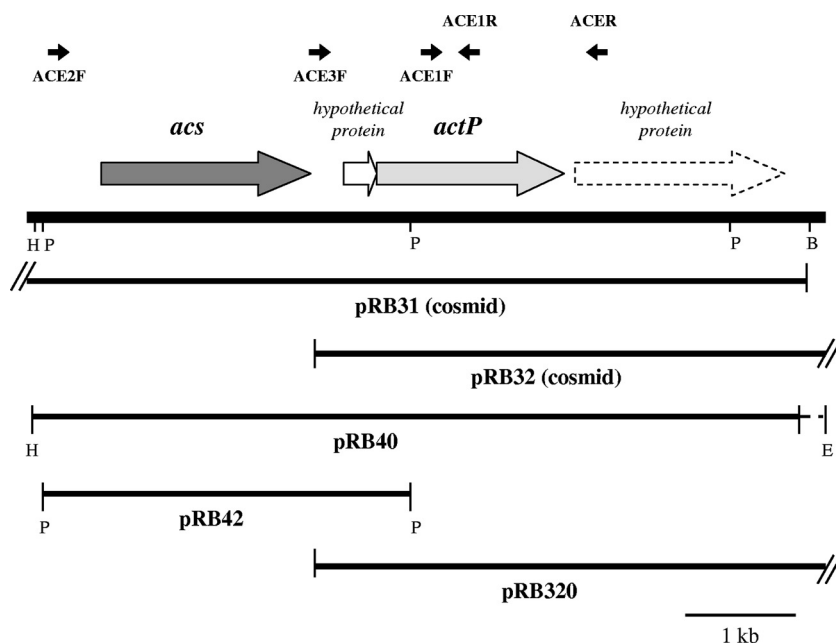 ACE1R ACER
ACE2F ACE3F ACE1F
acs hypothetical protein actP hypothetical protein
H P P P B
pRB31 (cosmid)
pRB32 (cosmid)
H pRB40 E
P pRB42 P
pRB320
1 kb